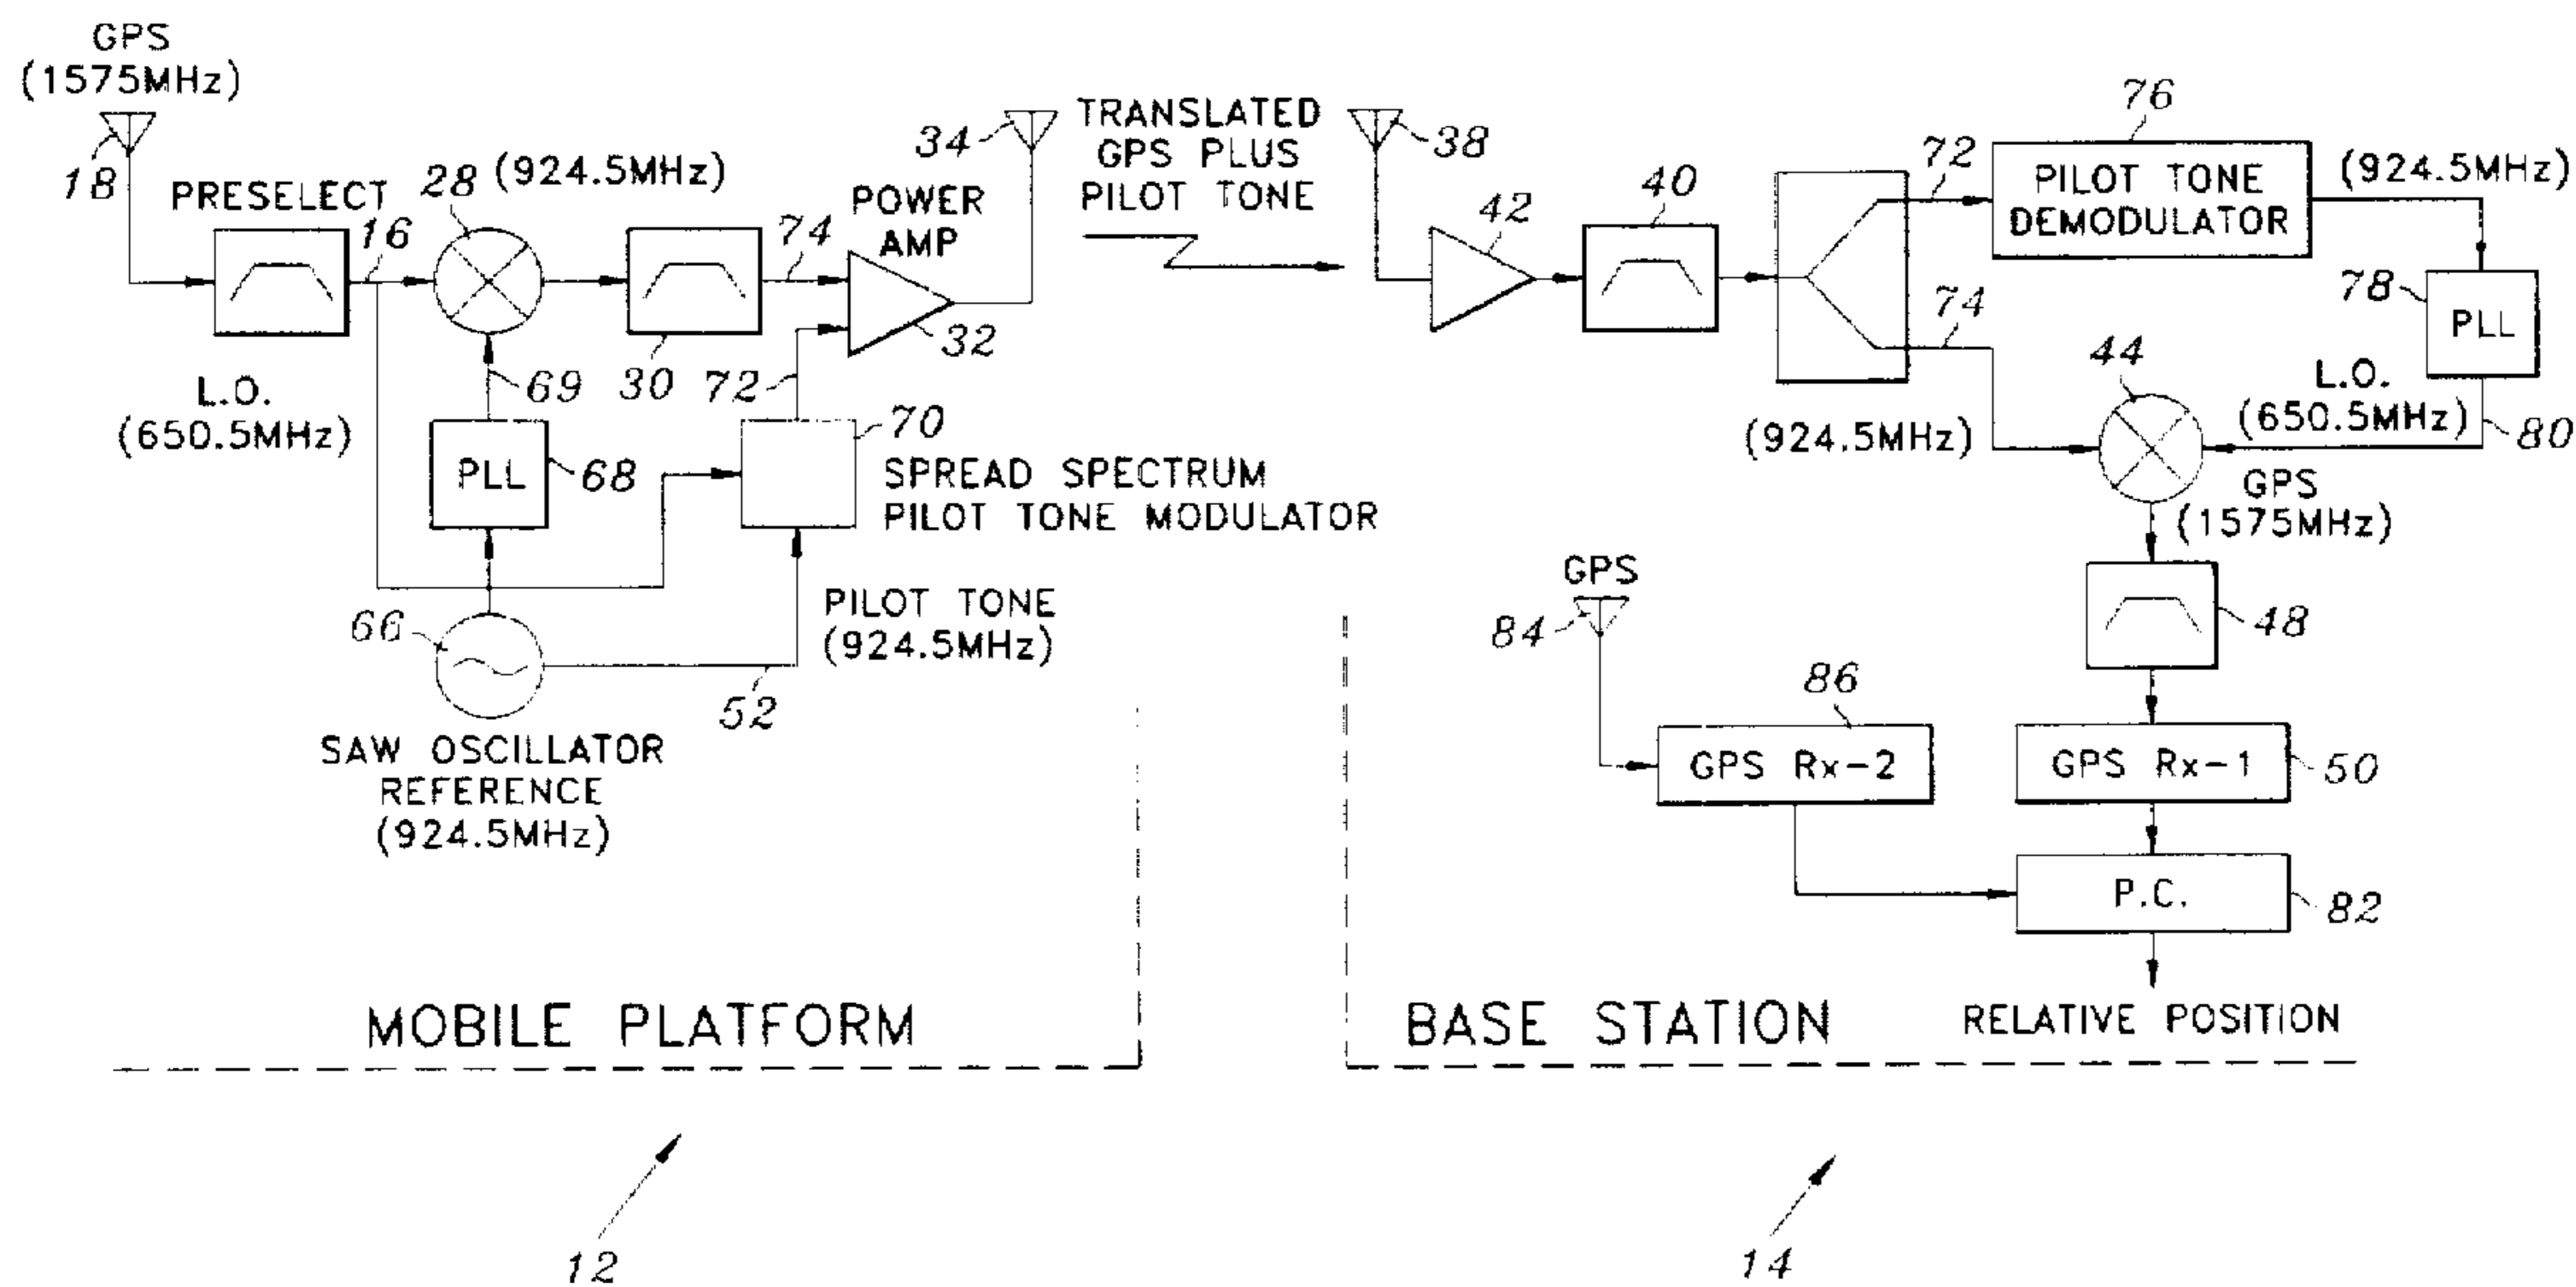 GPS
(1575MHz)
18
PRESELECT
16
28
(924.5MHz)
74
POWER
AMP
34
TRANSLATED
GPS PLUS
PILOT TONE
32
30
L.O.
(650.5MHz)
69
PLL
68
72
70
SPREAD SPECTRUM
PILOT TONE MODULATOR
66
PILOT TONE
(924.5MHz)
52
SAW OSCILLATOR
REFERENCE
(924.5MHz)
MOBILE PLATFORM
12
38
42
40
72
76
PILOT TONE
DEMODULATOR
(924.5MHz)
78
PLL
74
44
L.O.
(650.5MHz)
80
(924.5MHz)
GPS
(1575MHz)
48
GPS
84
86
GPS Rx-2
GPS Rx-1
50
P.C.
82
BASE STATION
RELATIVE POSITION
14